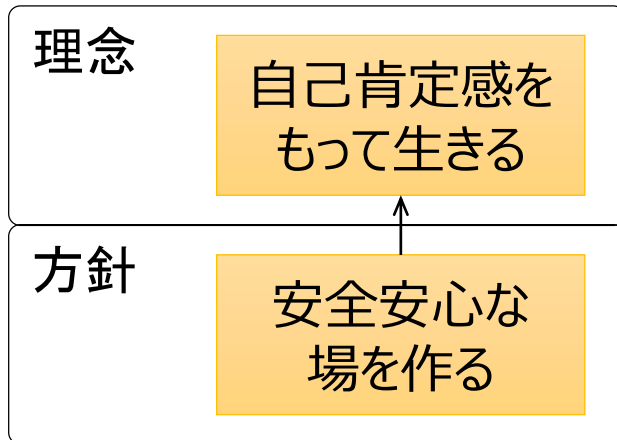 理念
自己肯定感を
もって生きる
方針
安全安心な
場を作る